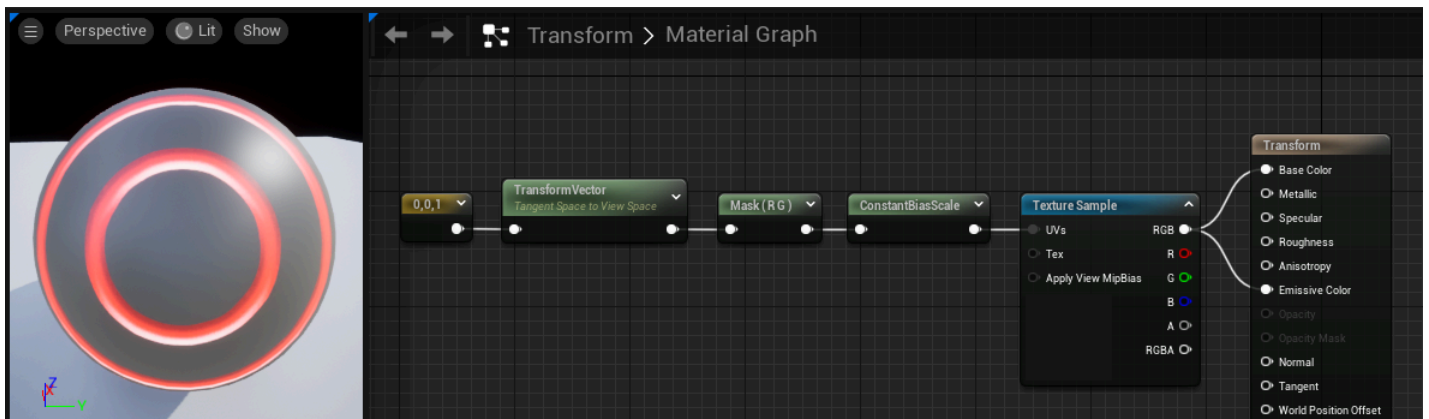 Perspective Lit Show
Transform > Material Graph
Transform
Base Color
0,0,1
TransformVector
Tangent Space to View Space
Mask ( R G )
ConstantBiasScale
Texture Sample
Metallic
UVs RGB
Specular
Tex R
Roughness
Apply View MipBias G
Anisotropy
B
Emissive Color
A
Opacity
RGBA
Opacity Mask
Normal
Tangent
World Position Offset
Z
X
Y